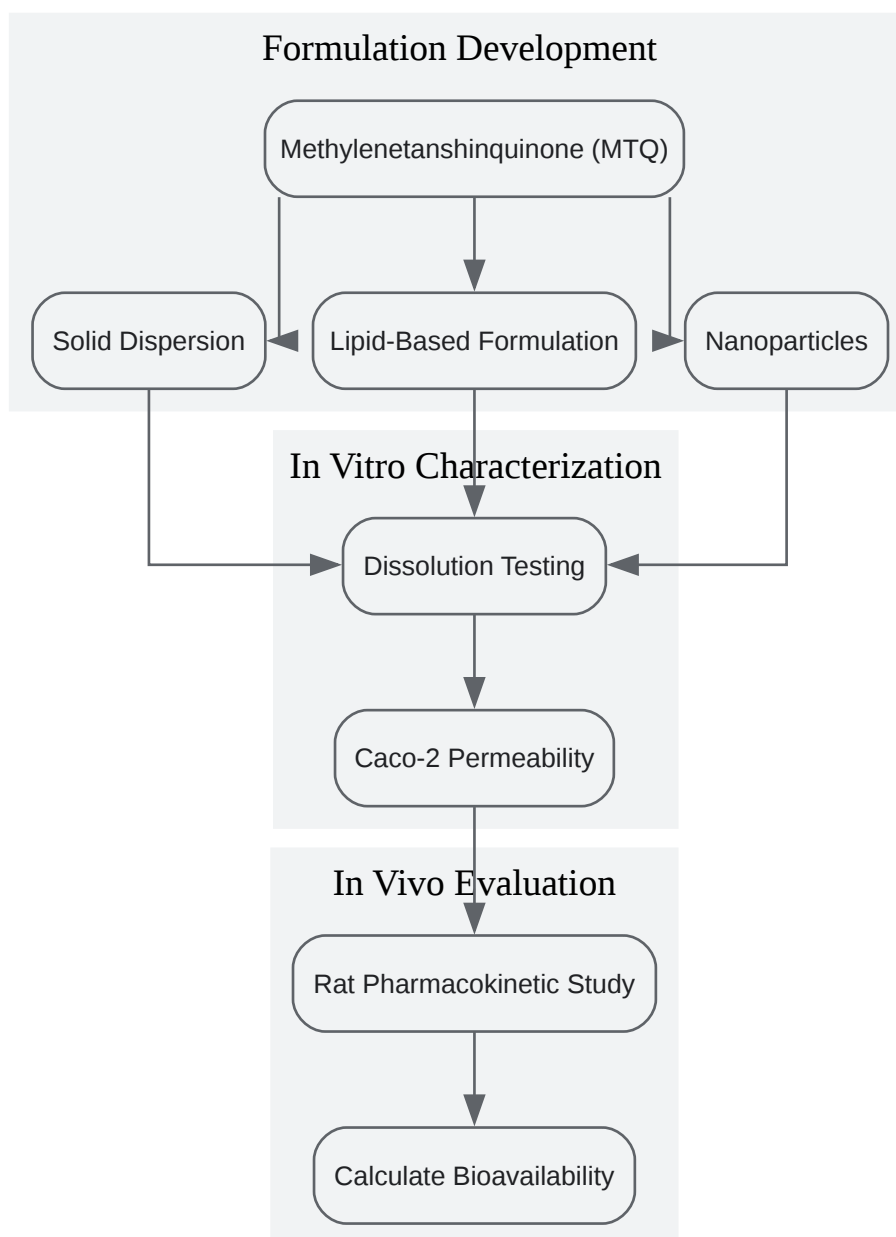 Formulation Development
Methylenetanshinquinone (MTQ)
Solid Dispersion
Lipid-Based Formulation
Nanoparticles
In Vitro Characterization
Dissolution Testing
Caco-2 Permeability
In Vivo Evaluation
Rat Pharmacokinetic Study
Calculate Bioavailability